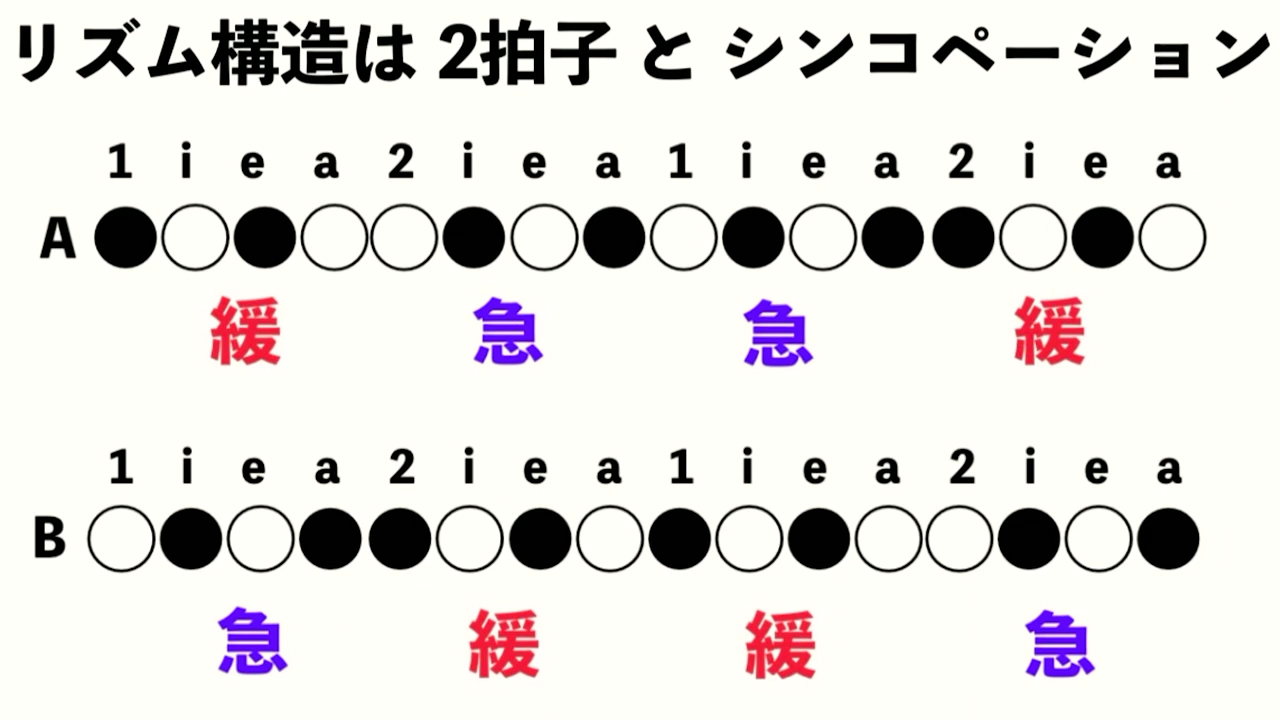 リズム構造は 2拍子 と シンコペーション
1 i e a 2 i e a 1 i e a 2 i e a
A
緩 急 急 緩
1 i e a 2 i e a 1 i e a 2 i e a
B
急 緩 緩 急